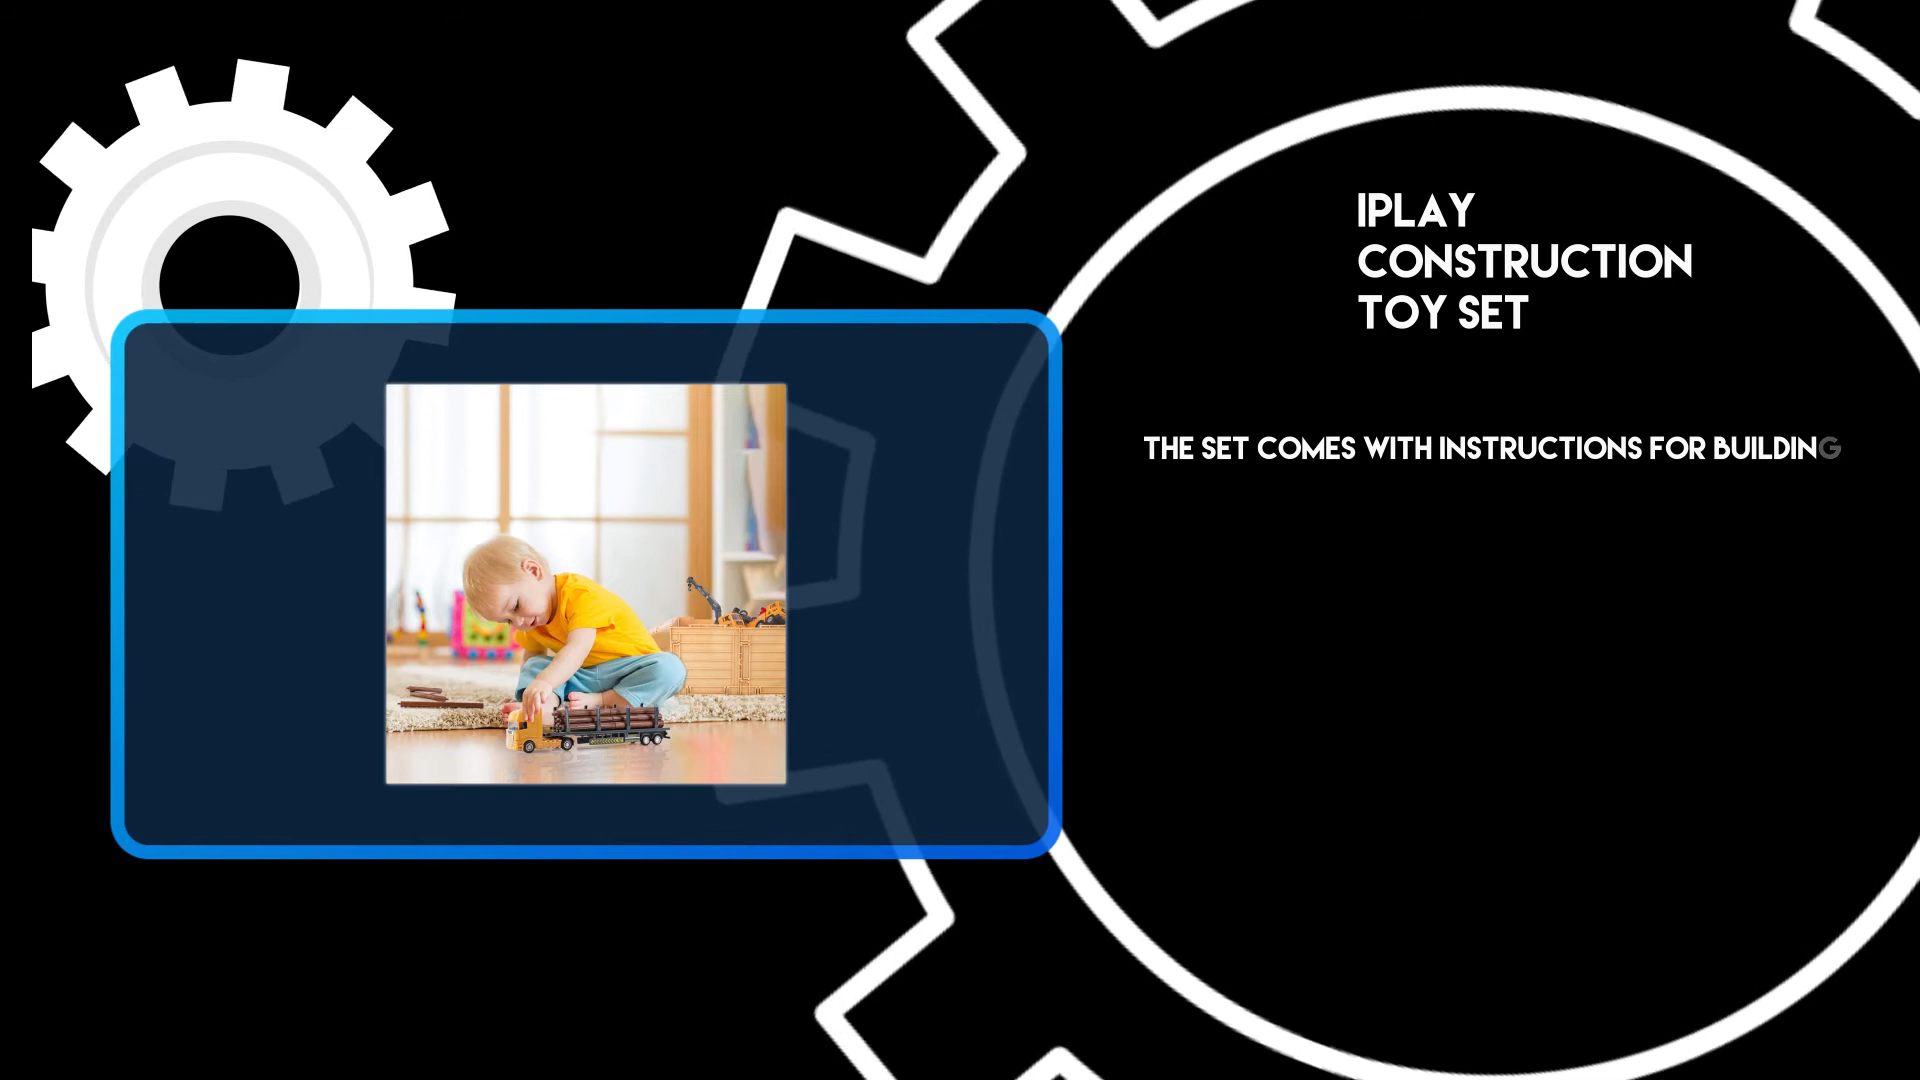 IPLAY
CONSTRUCTION
TOY SET
THE SET COMES WITH INSTRUCTIONS FOR BUILDING